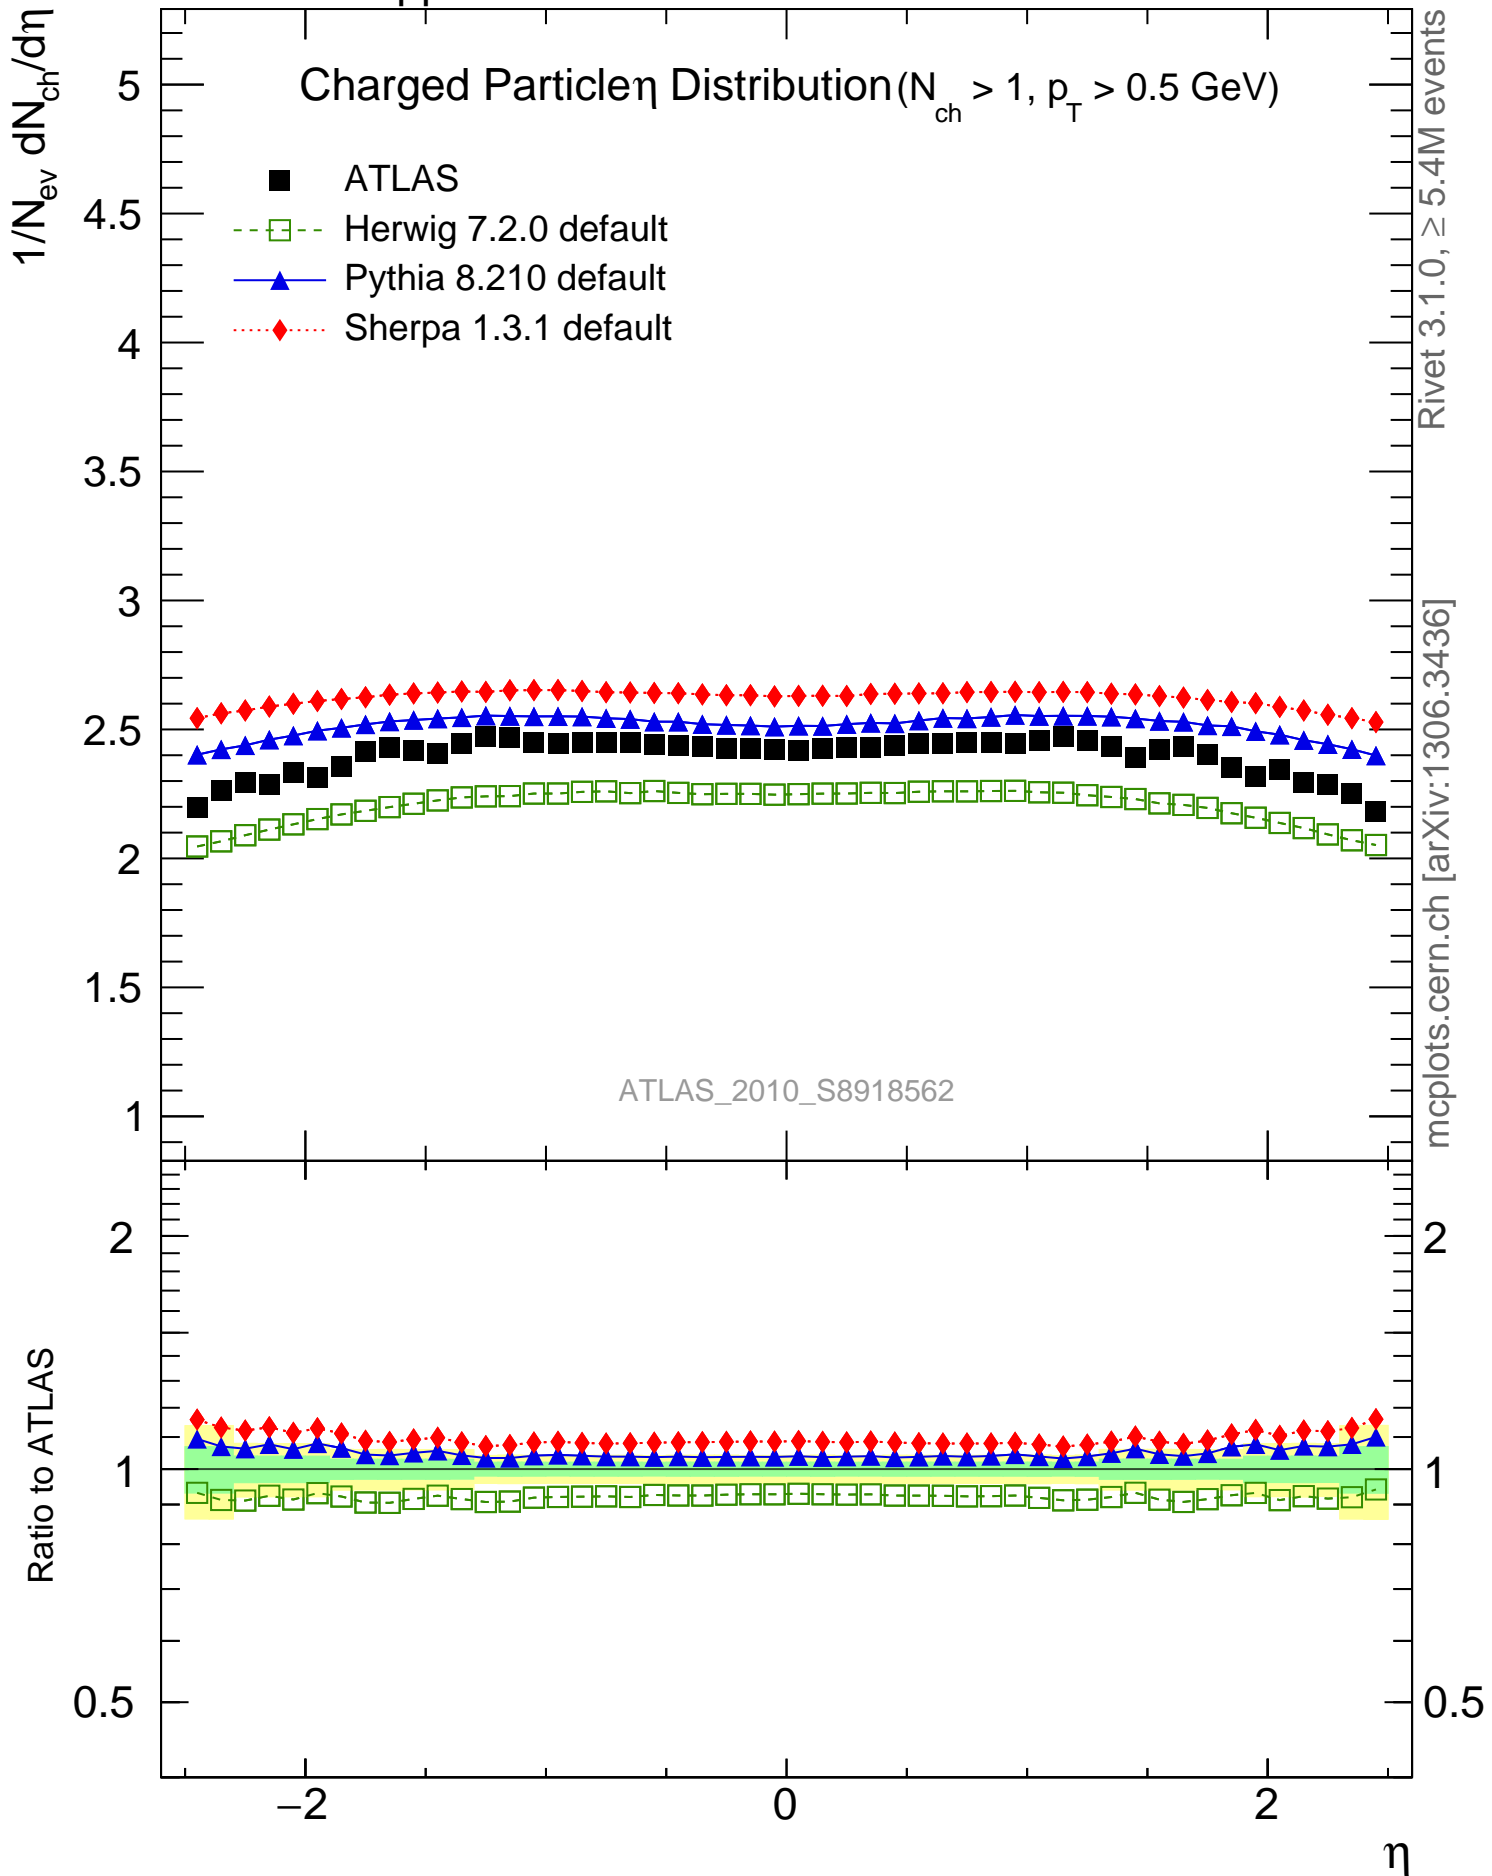 pp
1/N_ev dN_ch/dη
Charged Particleη Distribution(N_ch > 1, p_T > 0.5 GeV)
ATLAS
Herwig 7.2.0 default
Pythia 8.210 default
Sherpa 1.3.1 default
5
4.5
4
3.5
3
2.5
2
1.5
1
ATLAS_2010_S8918562
Rivet 3.1.0, ≥ 5.4M events
mcplots.cern.ch [arXiv:1306.3436]
Ratio to ATLAS
2
1
0.5
2
1
0.5
−2
0
2
η